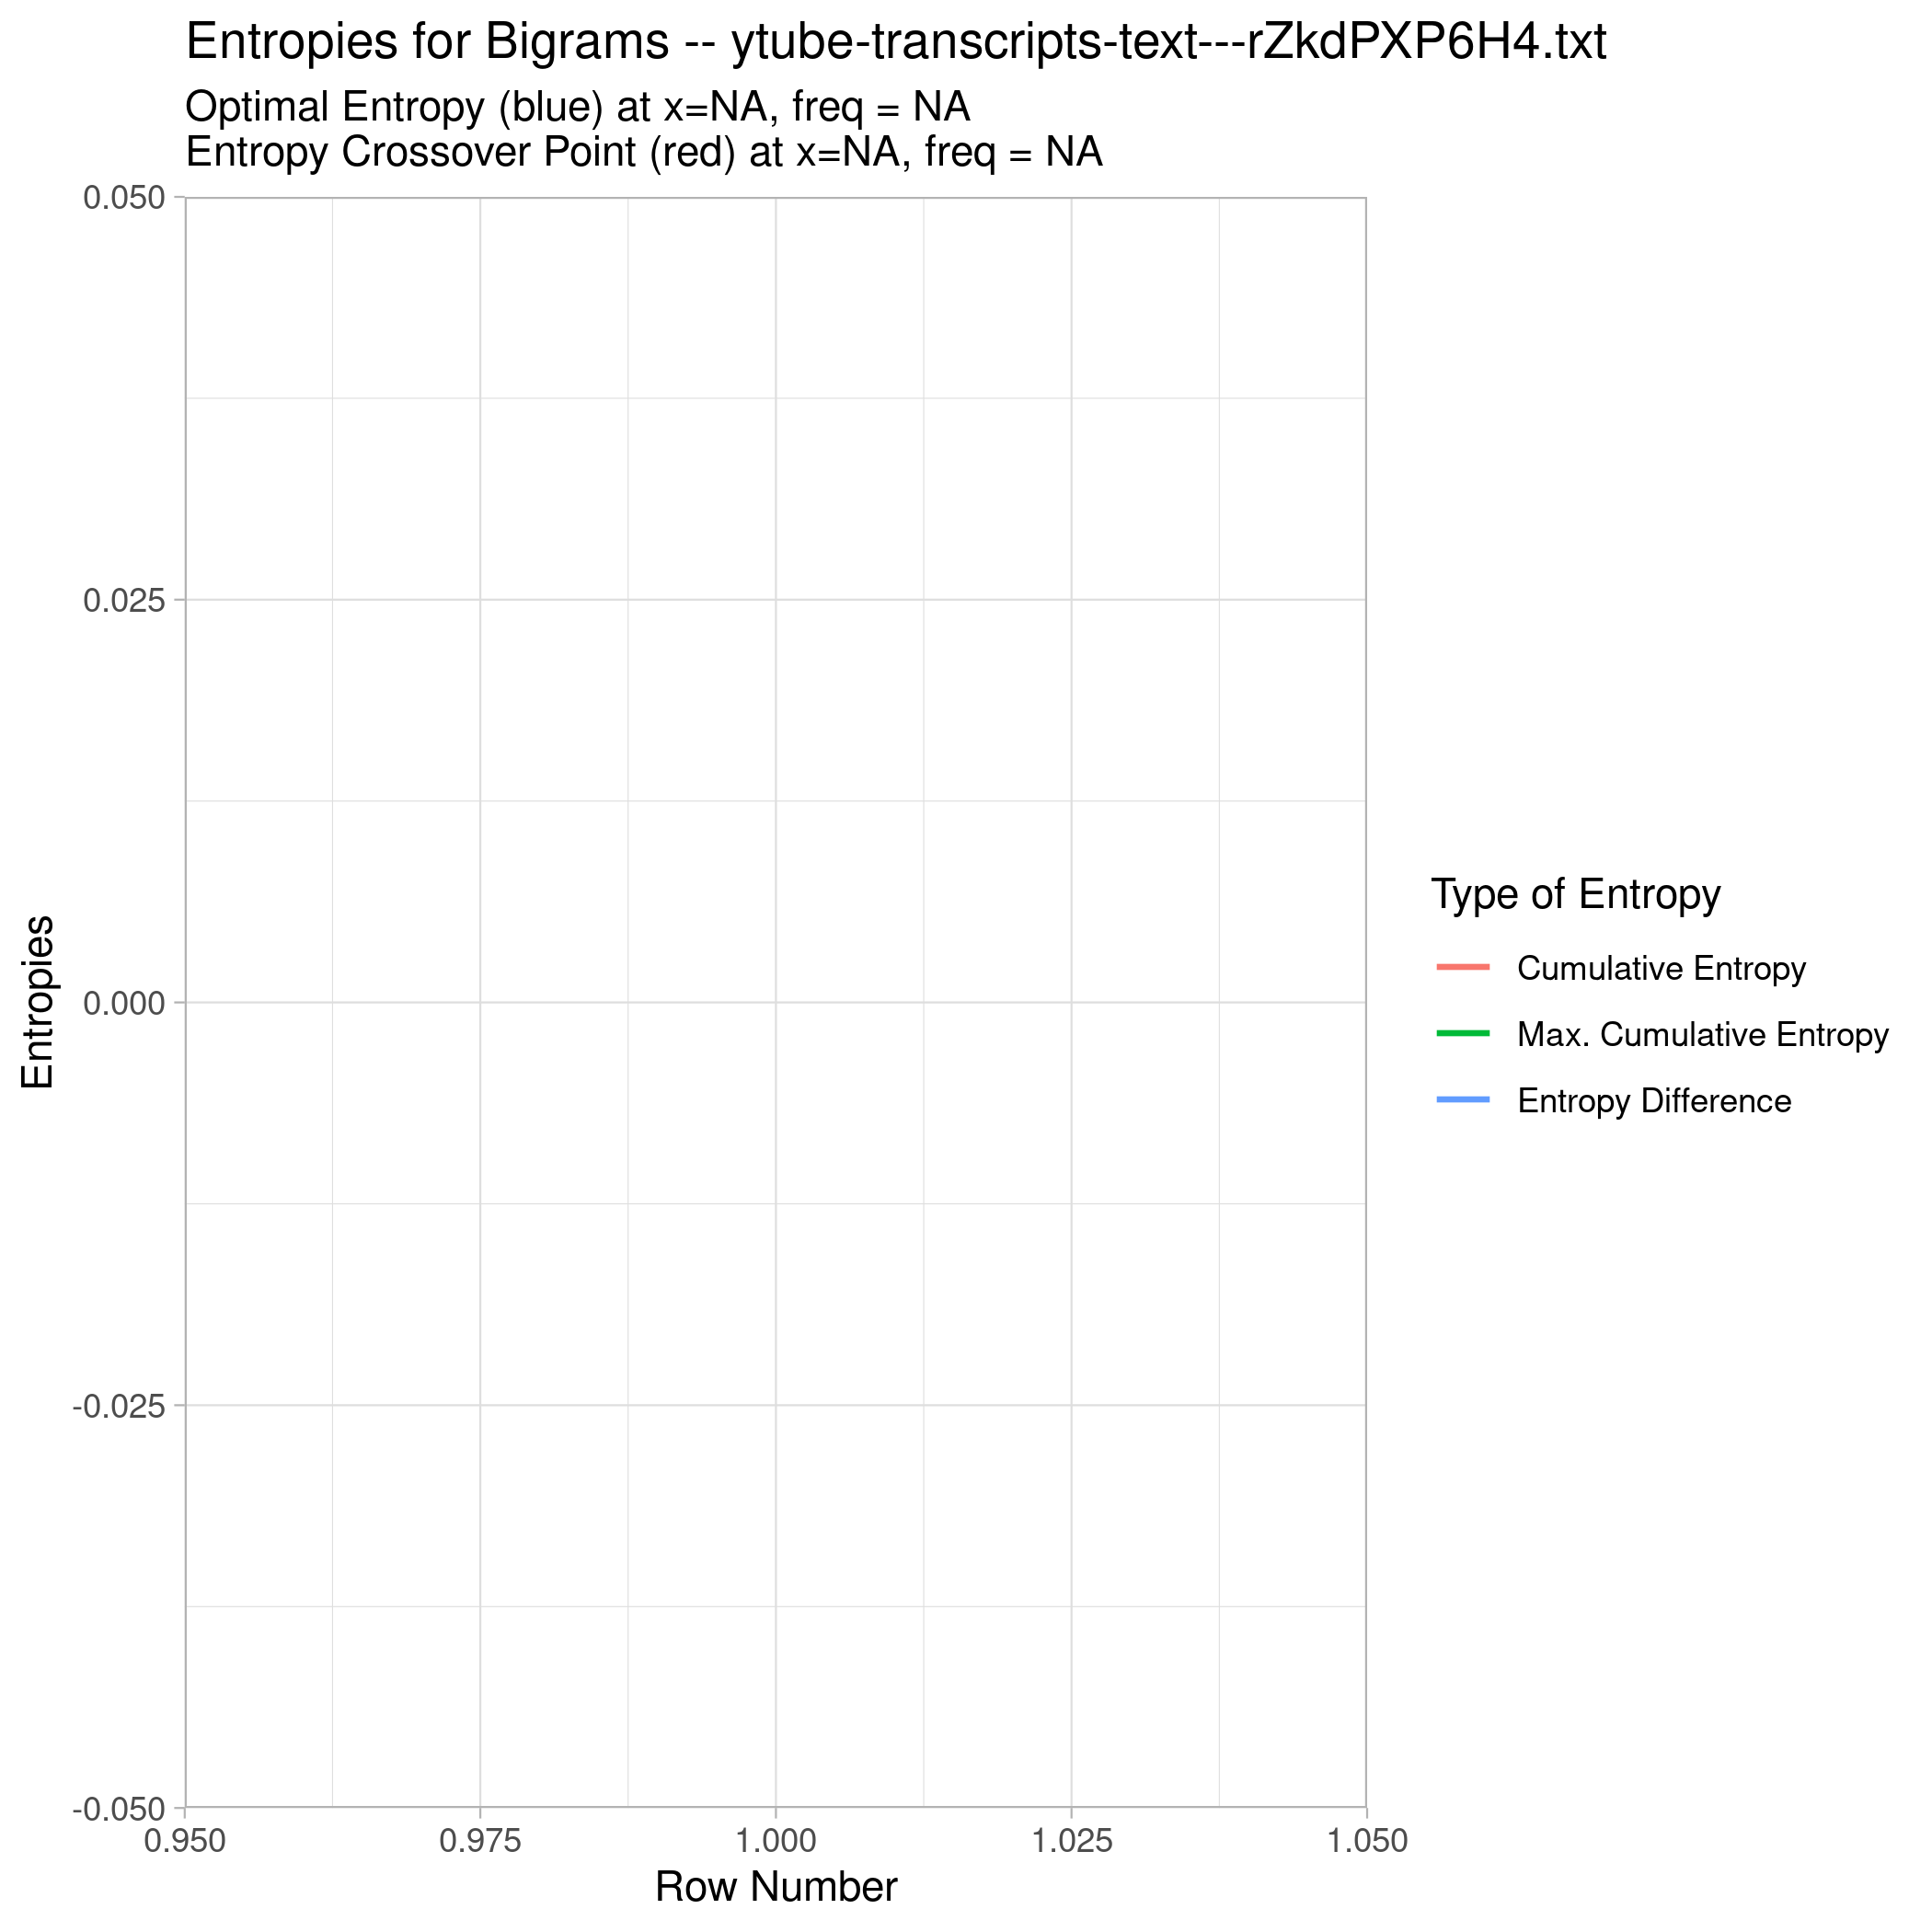 Entropies for Bigrams -- ytube-transcripts-text---rZkdPXP6H4.txt
Optimal Entropy (blue) at x=NA, freq = NA
Entropy Crossover Point (red) at x=NA, freq = NA
0.050
0.025
0.000
-0.025
-0.050
Entropies
0.950 0.975 1.000 1.025 1.050
Row Number
Type of Entropy
Cumulative Entropy
Max. Cumulative Entropy
Entropy Difference